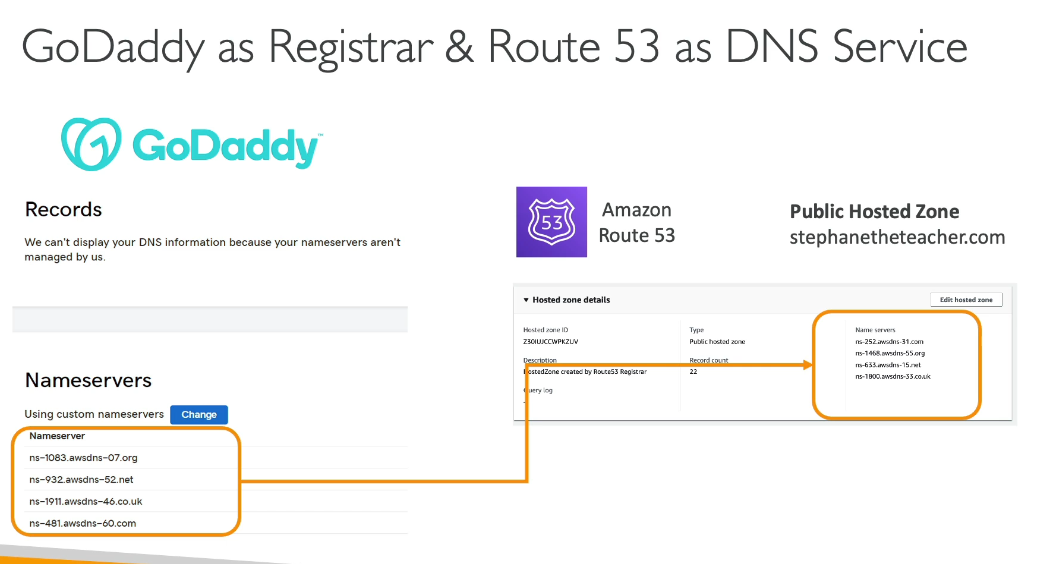 GoDaddy as Registrar & Route 53 as DNS Service
GoDaddy™
Records
We can't display your DNS information because your nameservers aren't
managed by us.
Nameservers
Using custom nameservers
Change
Nameserver
ns-1083.awsdns-07.org
ns-932.awsdns-52.net
ns-1911.awsdns-46.co.uk
ns-481.awsdns-60.com
53
Amazon
Route 53
Public Hosted Zone
stephanetheteacher.com
▼ Hosted zone details
Edit hosted zone
Hosted zone ID
Z30IUJCCWPKZUV
Description
HostedZone created by Route53 Registrar
Query log
-
Type
Public hosted zone
Record count
22
Name servers
ns-252.awsdns-31.com
ns-1468.awsdns-55.org
ns-633.awsdns-15.net
ns-1800.awsdns-33.co.uk